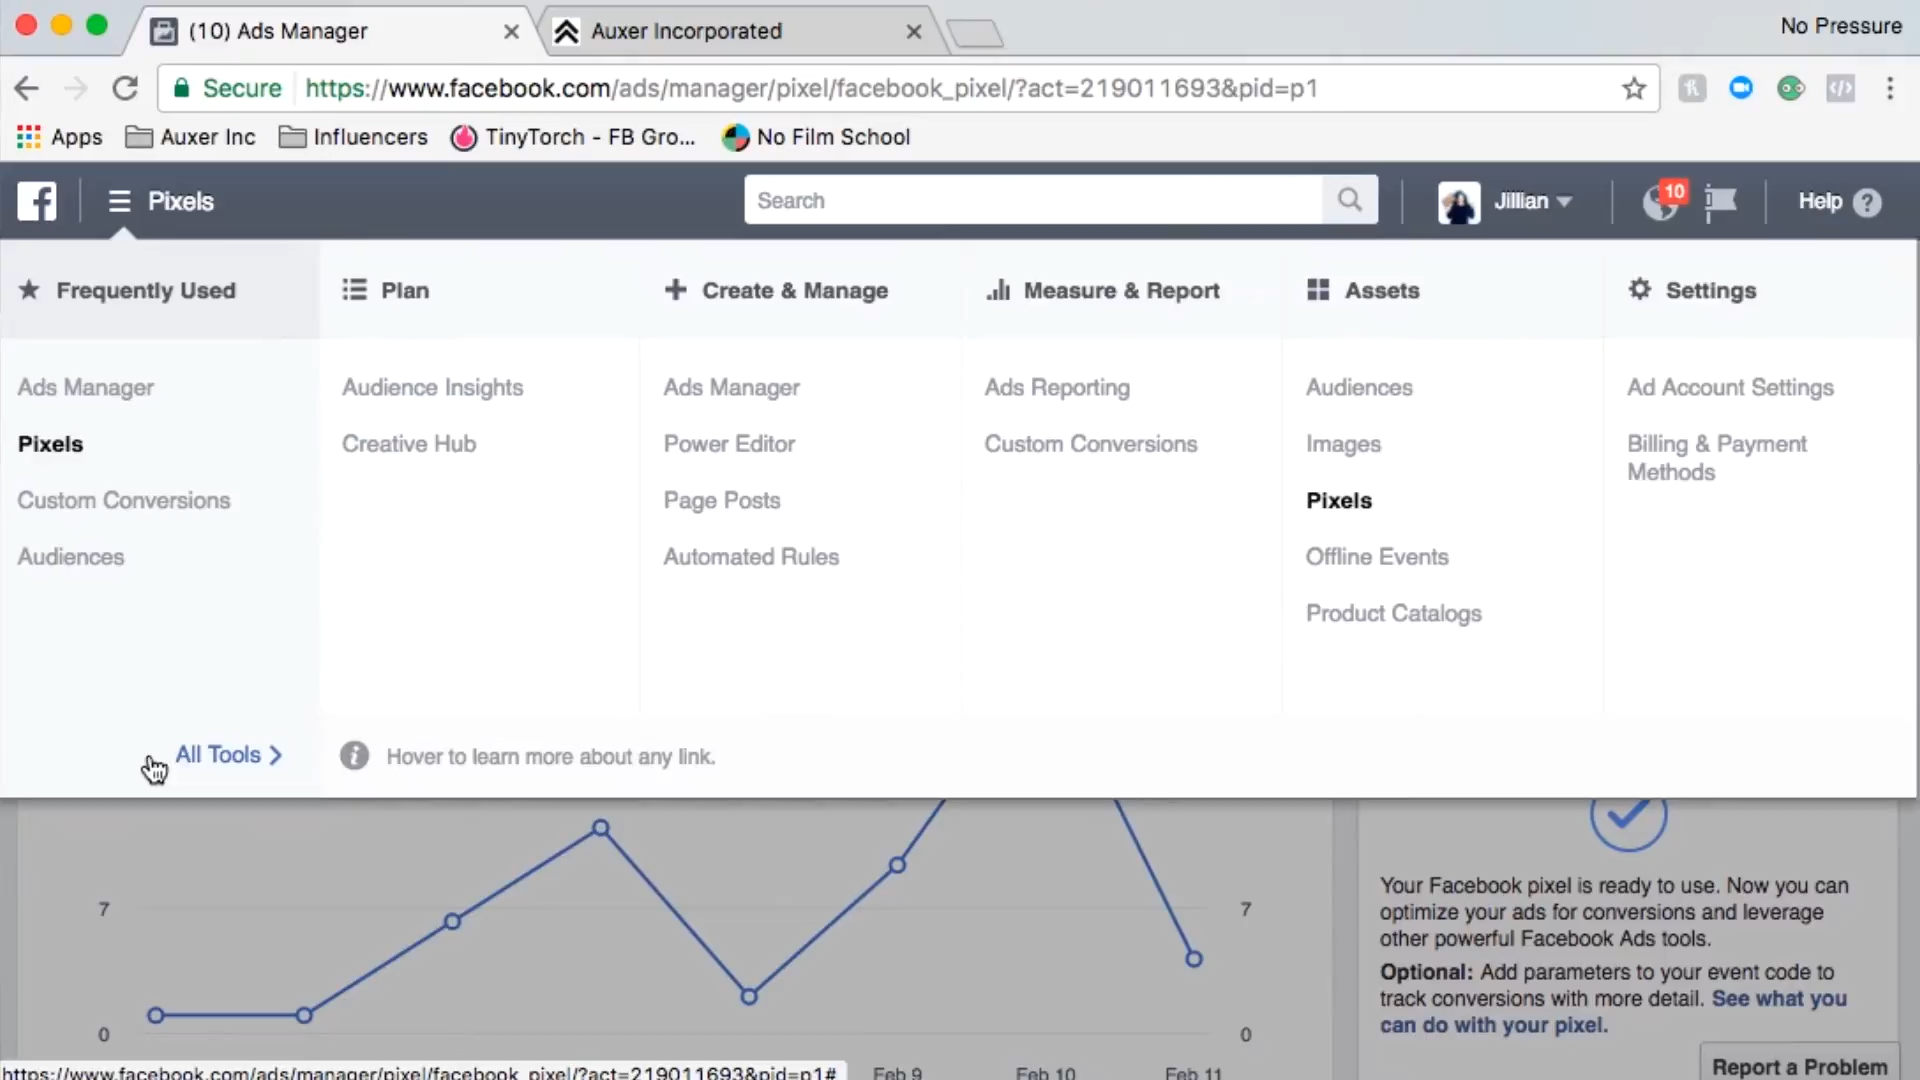 (10) Ads Manager
Auxer Incorporated
No Pressure
Secure
https://www.facebook.com/ads/manager/pixel/facebook_pixel/?act=219011693&pid=p1
Apps
Auxer Inc
Influencers
TinyTorch - FB Gro...
No Film School
Pixels
Search
Jillian
10
Help
Frequently Used
Plan
Create & Manage
Measure & Report
Assets
Settings
Ads Manager
Pixels
Custom Conversions
Audiences
All Tools
Audience Insights
Creative Hub
Ads Manager
Power Editor
Page Posts
Automated Rules
Ads Reporting
Custom Conversions
Audiences
Images
Pixels
Offline Events
Product Catalogs
Ad Account Settings
Billing & Payment
Methods
Hover to learn more about any link.
7
7
0
0
Feb 9
Feb 10
Feb 11
Your Facebook pixel is ready to use. Now you can
optimize your ads for conversions and leverage
other powerful Facebook Ads tools.
Optional: Add parameters to your event code to
track conversions with more detail. See what you
can do with your pixel.
Report a Problem
https://www.facebook.com/ads/manager/pixel/facebook_pixel/?act=219011693&pid=p1#